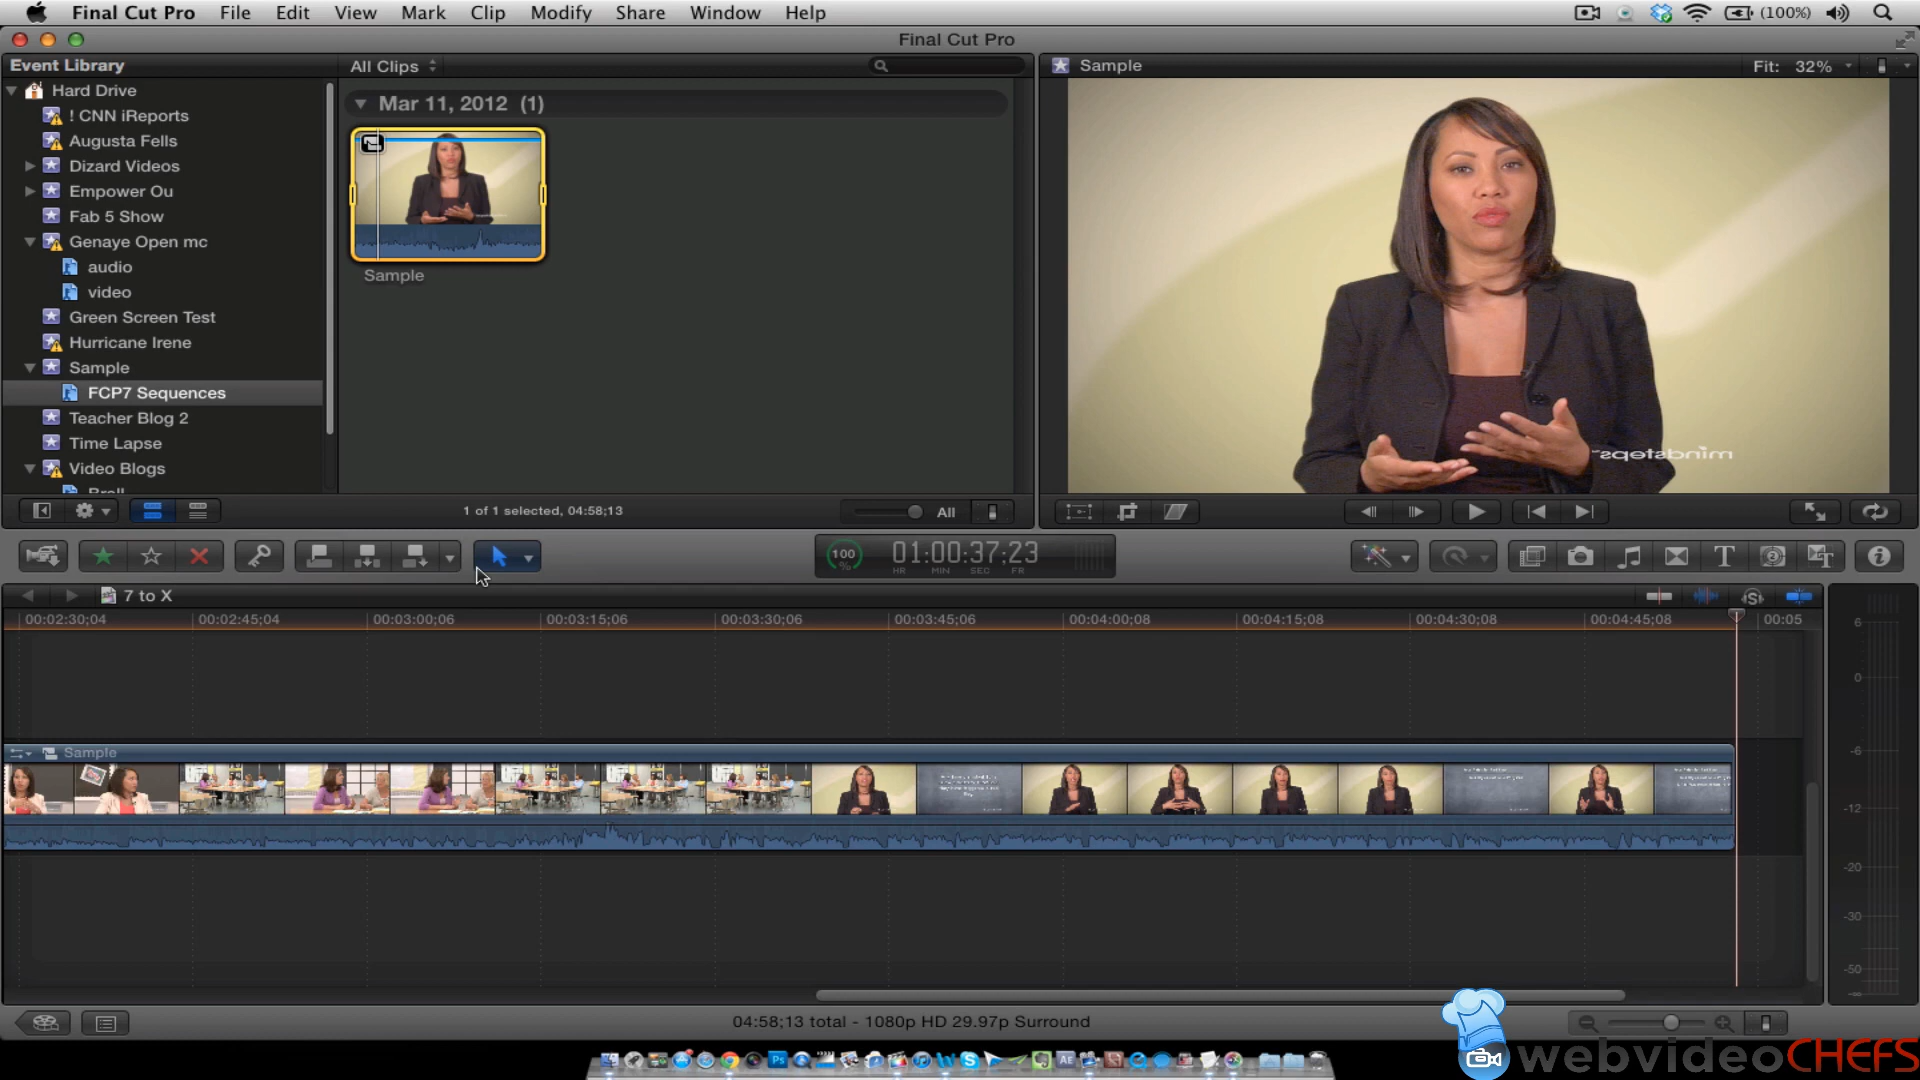 Final Cut Pro File Edit View Mark Clip Modify Share Window Help (100%)
Final Cut Pro
Event Library
All Clips
Sample
Fit: 32%
Hard Drive
! CNN iReports
Augusta Fells
Dizard Videos
Empower Ou
Fab 5 Show
Genaye Open mc
audio
video
Green Screen Test
Hurricane Irene
Sample
FCP7 Sequences
Teacher Blog 2
Time Lapse
Video Blogs
Mar 11, 2012 (1)
Sample
mindsteps
1 of 1 selected, 04:58;13
All
100 %
01:00:37;23
HR MIN SEC FR
7 to X
00:02:30;04 00:02:45;04 00:03:00;06 00:03:15;06 00:03:30;06 00:03:45;06 00:04:00;08 00:04:15;08 00:04:30;08 00:04:45;08 00:05
Sample
6
0
-6
-12
-20
-30
-50
-∞
04:58;13 total - 1080p HD 29.97p Surround
Ps
AE
webvideoCHEFS